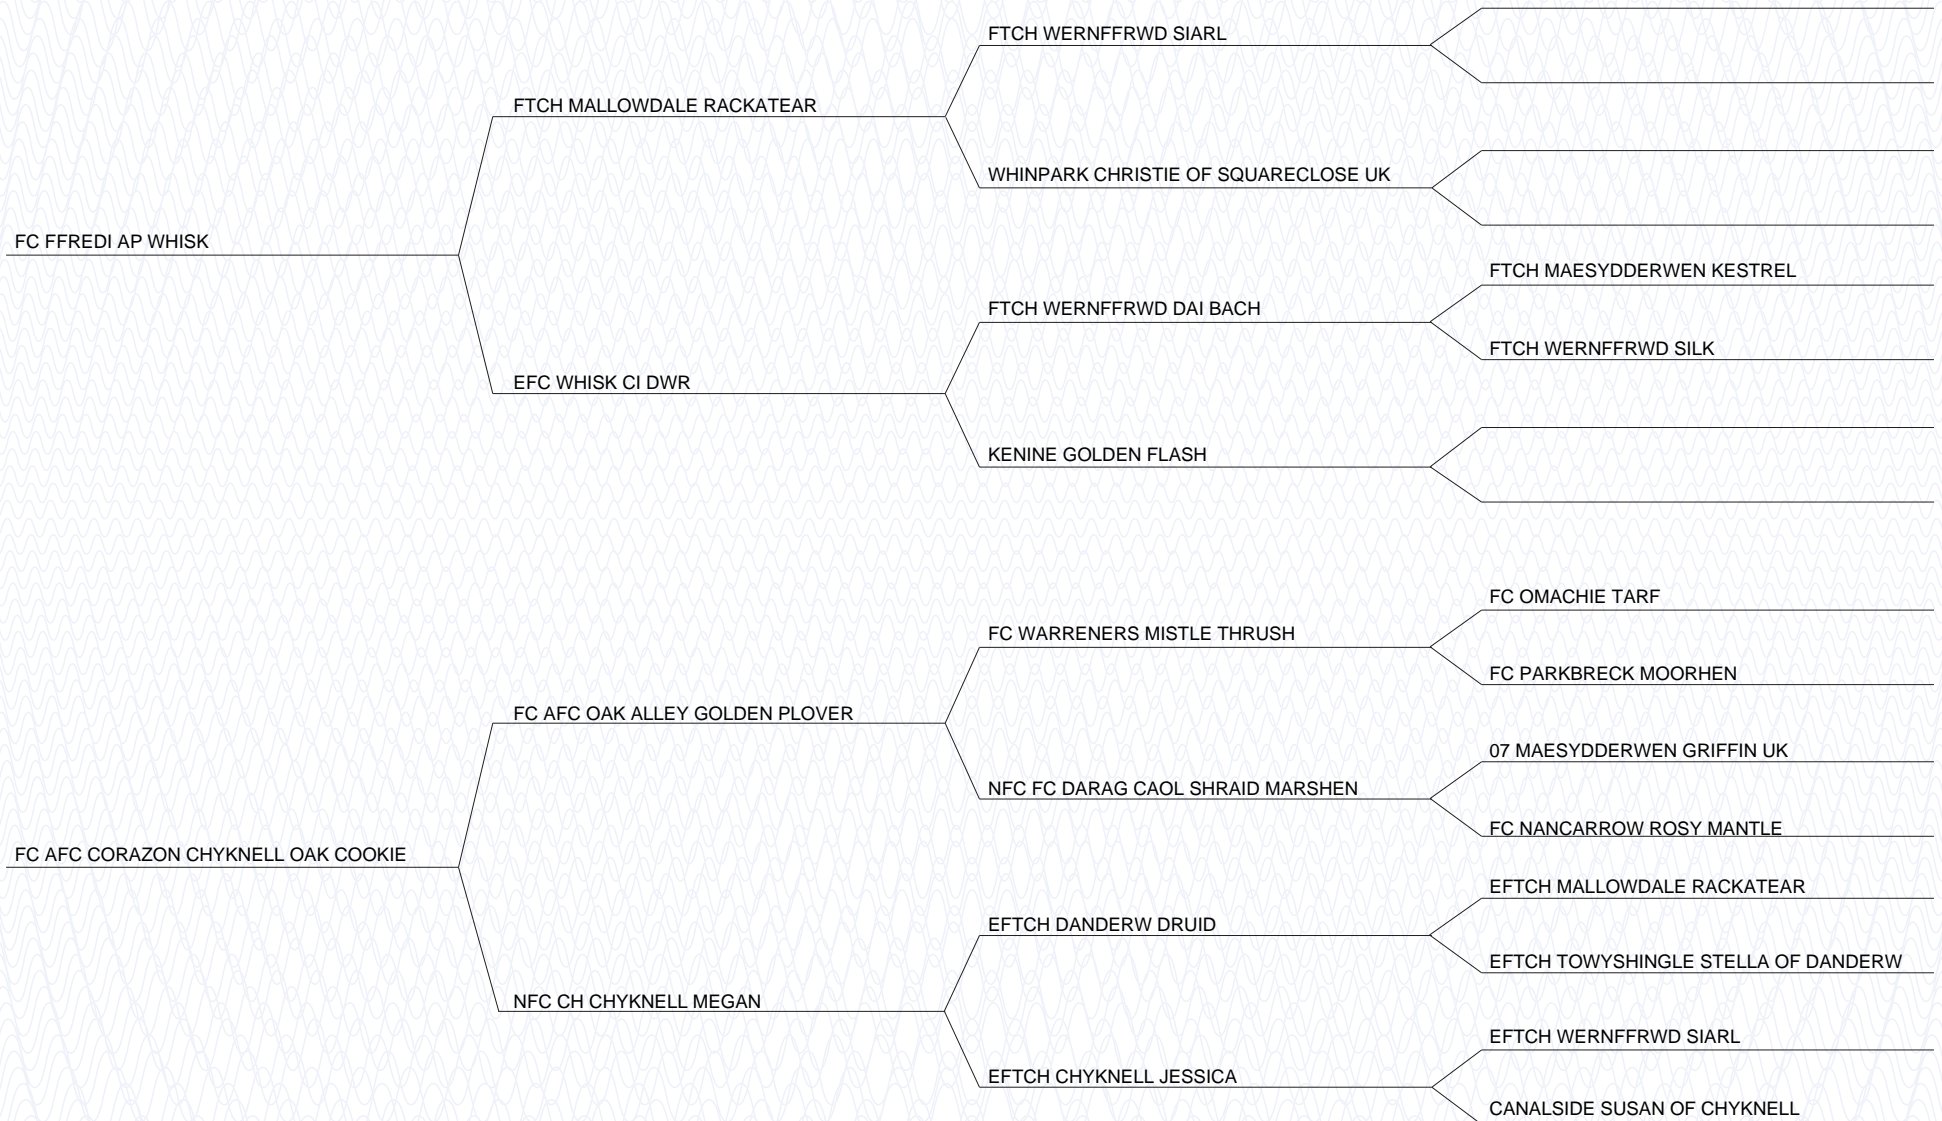 FTCH WERNFFRWD SIARL
FTCH MALLOWDALE RACKATEAR
WHINPARK CHRISTIE OF SQUARECLOSE UK
FC FFREDI AP WHISK
FTCH MAESYDDERWEN KESTREL
FTCH WERNFFRWD DAI BACH
FTCH WERNFFRWD SILK
EFC WHISK CI DWR
KENINE GOLDEN FLASH
FC OMACHIE TARF
FC WARRENERS MISTLE THRUSH
FC PARKBRECK MOORHEN
FC AFC OAK ALLEY GOLDEN PLOVER
07 MAESYDDERWEN GRIFFIN UK
NFC FC DARAG CAOL SHRAID MARSHEN
FC NANCARROW ROSY MANTLE
FC AFC CORAZON CHYKNELL OAK COOKIE
EFTCH MALLOWDALE RACKATEAR
EFTCH DANDERW DRUID
EFTCH TOWYSHINGLE STELLA OF DANDERW
NFC CH CHYKNELL MEGAN
EFTCH WERNFFRWD SIARL
EFTCH CHYKNELL JESSICA
CANALSIDE SUSAN OF CHYKNELL